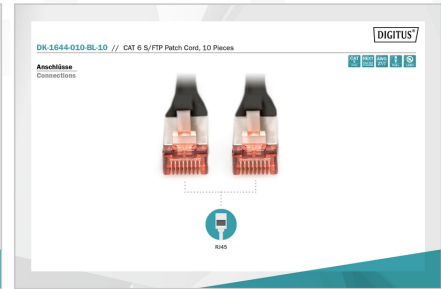 DIGITUS®
DK-1644-010-BL-10 // CAT 6 S/FTP Patch Cord, 10 Pieces
Anschlüsse
Connections
RJ45